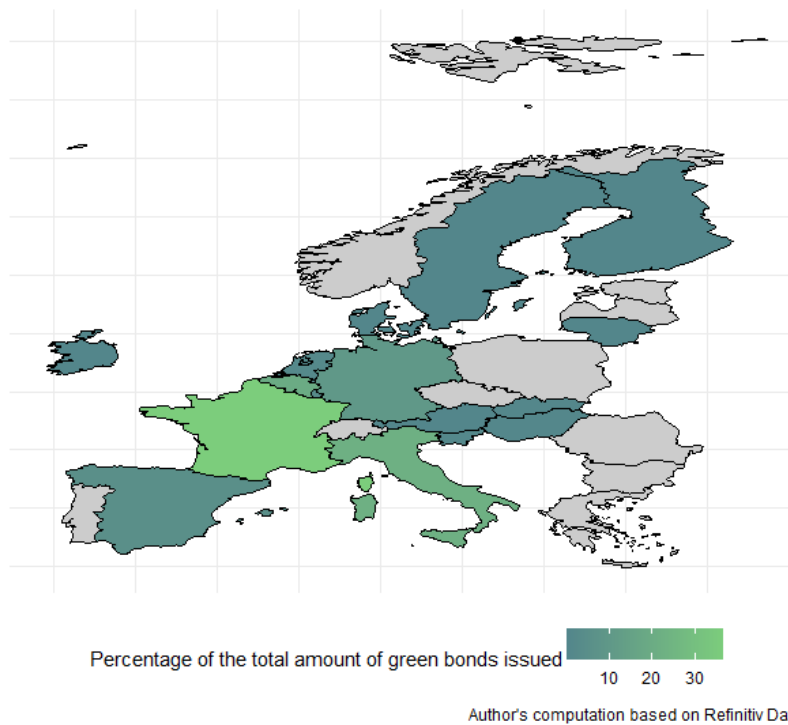 Percentage of the total amount of green bonds issued
10 20 30
Author's computation based on Refinitiv Da